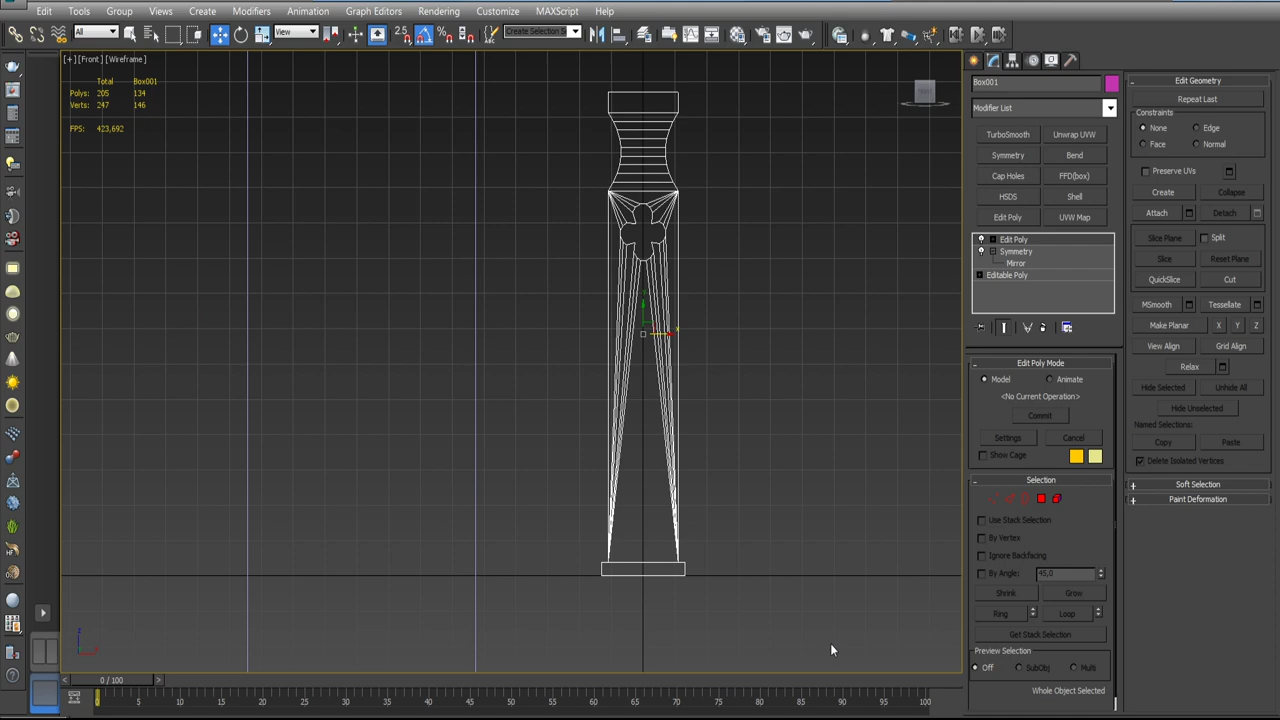 Edit Tools Group Views Create Modifiers Animation Graph Editors Rendering Customize MAXScript Help
All View 2.5 Create Selection S
[+] [Front] [Wireframe]
Total Box001
Polys: 205 134
Verts: 247 146
FPS: 423,692
Box001
Modifier List
TurboSmooth Unwrap UVW
Symmetry Bend
Cap Holes FFD(box)
HSDS Shell
Edit Poly UVW Map
Edit Poly
Symmetry
Mirror
Editable Poly
Edit Poly Mode
Model Animate
<No Current Operation>
Commit
Settings Cancel
Show Cage
Selection
Use Stack Selection
By Vertex
Ignore Backfacing
By Angle: 45,0
Shrink Grow
Ring Loop
Get Stack Selection
Preview Selection
Off SubObj Multi
Whole Object Selected
Edit Geometry
Repeat Last
Constraints
None Edge
Face Normal
Preserve UVs
Create Collapse
Attach Detach
Slice Plane Split
Slice Reset Plane
QuickSlice Cut
MSmooth Tessellate
Make Planar X Y Z
View Align Grid Align
Relax
Hide Selected Unhide All
Hide Unselected
Named Selections:
Copy Paste
Delete Isolated Vertices
Soft Selection
Paint Deformation
x
z
0 / 100
0 5 10 15 20 25 30 35 40 45 50 55 60 65 70 75 80 85 90 95 100